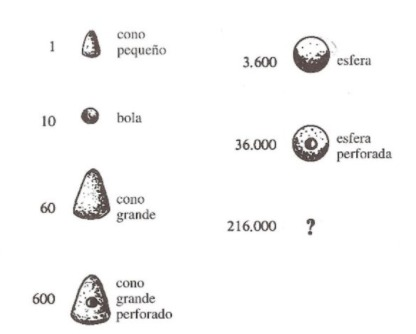 1 cono
pequeño
10 bola
60 cono
grande
600 cono
grande
perforado
3.600 esfera
36.000 esfera
perforada
216.000 ?